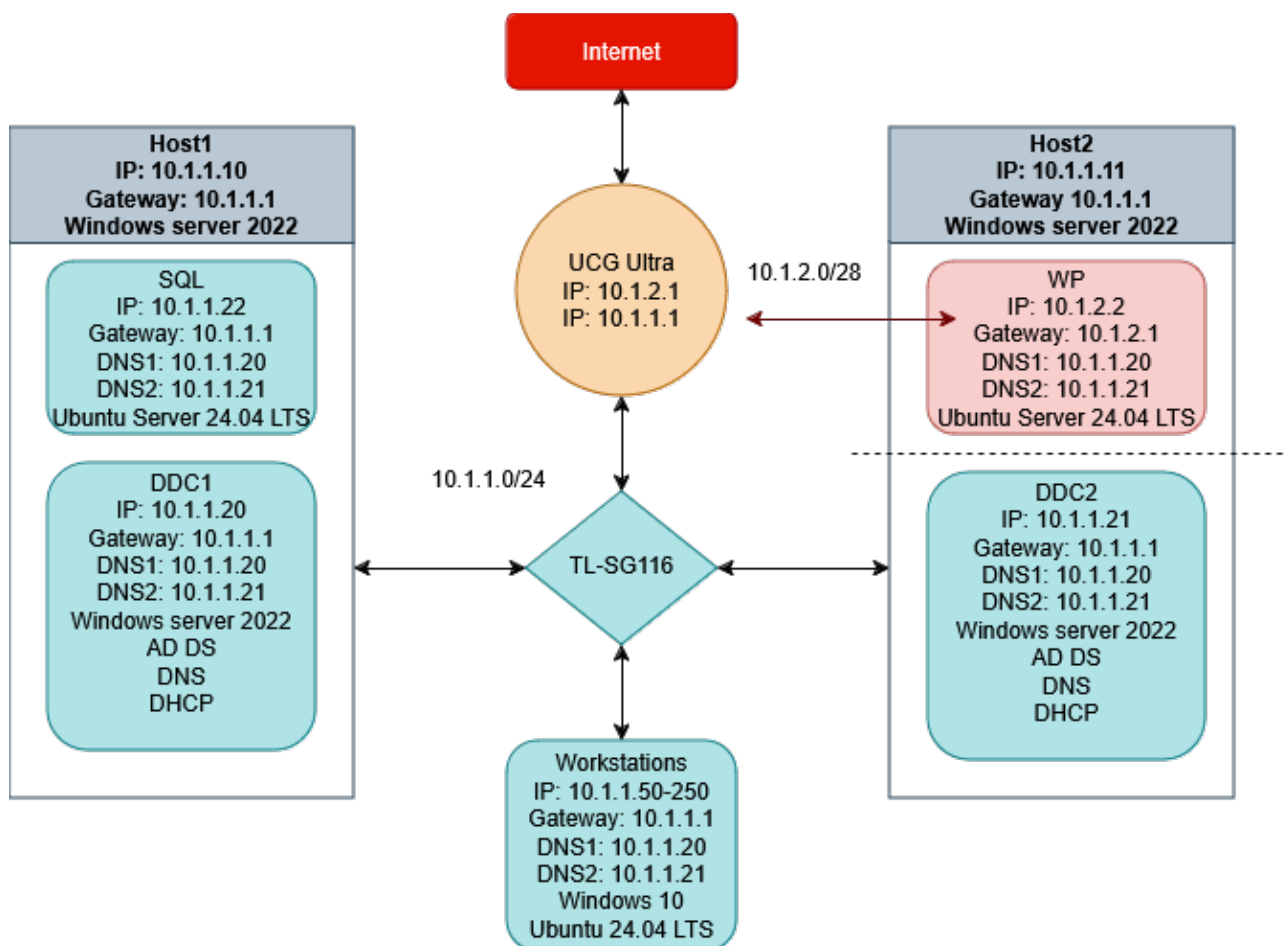 Internet
Host1
IP: 10.1.1.10
Gateway: 10.1.1.1
Windows server 2022
SQL
IP: 10.1.1.22
Gateway: 10.1.1.1
DNS1: 10.1.1.20
DNS2: 10.1.1.21
Ubuntu Server 24.04 LTS
DDC1
IP: 10.1.1.20
Gateway: 10.1.1.1
DNS1: 10.1.1.20
DNS2: 10.1.1.21
Windows server 2022
AD DS
DNS
DHCP
UCG Ultra
IP: 10.1.2.1
IP: 10.1.1.1
10.1.2.0/28
10.1.1.0/24
TL-SG116
Workstations
IP: 10.1.1.50-250
Gateway: 10.1.1.1
DNS1: 10.1.1.20
DNS2: 10.1.1.21
Windows 10
Ubuntu 24.04 LTS
Host2
IP: 10.1.1.11
Gateway 10.1.1.1
Windows server 2022
WP
IP: 10.1.2.2
Gateway: 10.1.2.1
DNS1: 10.1.1.20
DNS2: 10.1.1.21
Ubuntu Server 24.04 LTS
DDC2
IP: 10.1.1.21
Gateway: 10.1.1.1
DNS1: 10.1.1.20
DNS2: 10.1.1.21
Windows server 2022
AD DS
DNS
DHCP